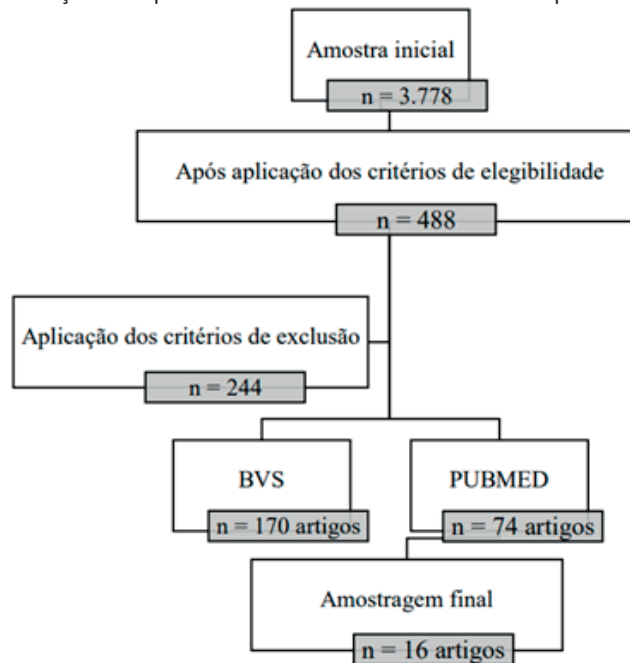 Amostra inicial
n = 3.778
Após aplicação dos critérios de elegibilidade
n = 488
Aplicação dos critérios de exclusão
n = 244
BVS
n = 170 artigos
PUBMED
n = 74 artigos
Amostragem final
n = 16 artigos